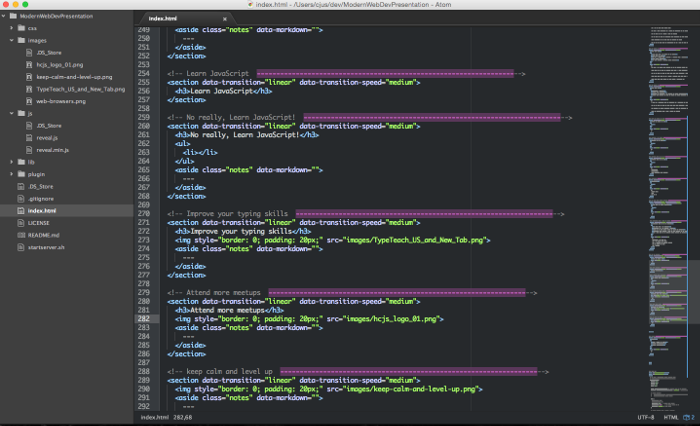 index.html - /Users/cjus/dev/ModernWebDevPresentation - Atom
ModernWebDevPresentation
css
images
.DS_Store
hcjs_logo_01.png
keep-calm-and-level-up.png
TypeTeach_US_and_New_Tab.png
web-browsers.png
js
.DS_Store
reveal.js
reveal.min.js
lib
plugin
.DS_Store
.gitignore
index.html
LICENSE
README.md
startserver.sh
index.html
249 <aside class="notes" data-markdown="">
250 ---
251 </aside>
252 </section>
253
254 <!-- Learn JavaScript -->
255 <section data-transition="linear" data-transition-speed="medium">
256 <h3>Learn JavaScript</h3>
257 </section>
258
259 <!-- No really, Learn JavaScript! -->
260 <section data-transition="linear" data-transition-speed="medium">
261 <h3>No really, Learn JavaScript!</h3>
262 <ul>
263 <li></li>
264 </ul>
265 <aside class="notes" data-markdown="">
266 ---
267 </aside>
268 </section>
269
270 <!-- Improve your typing skills -->
271 <section data-transition="linear" data-transition-speed="medium">
272 <h3>Improve your typing skills</h3>
273 <img style="border: 0; padding: 20px;" src="images/TypeTeach_US_and_New_Tab.png">
274 <aside class="notes" data-markdown="">
275 ---
276 </aside>
277 </section>
278
279 <!-- Attend more meetups -->
280 <section data-transition="linear" data-transition-speed="medium">
281 <h3>Attend more meetups</h3>
282 <img style="border: 0; padding: 20px;" src="images/hcjs_logo_01.png">
283 <aside class="notes" data-markdown="">
284 ---
285 </aside>
286 </section>
287
288 <!-- keep calm and level up -->
289 <section data-transition="linear" data-transition-speed="medium">
290 <img style="border: 0; padding: 20px;" src="images/keep-calm-and-level-up.png">
291 <aside class="notes" data-markdown="">
292 ---
index.html 292,68 UTF-8 HTML 2